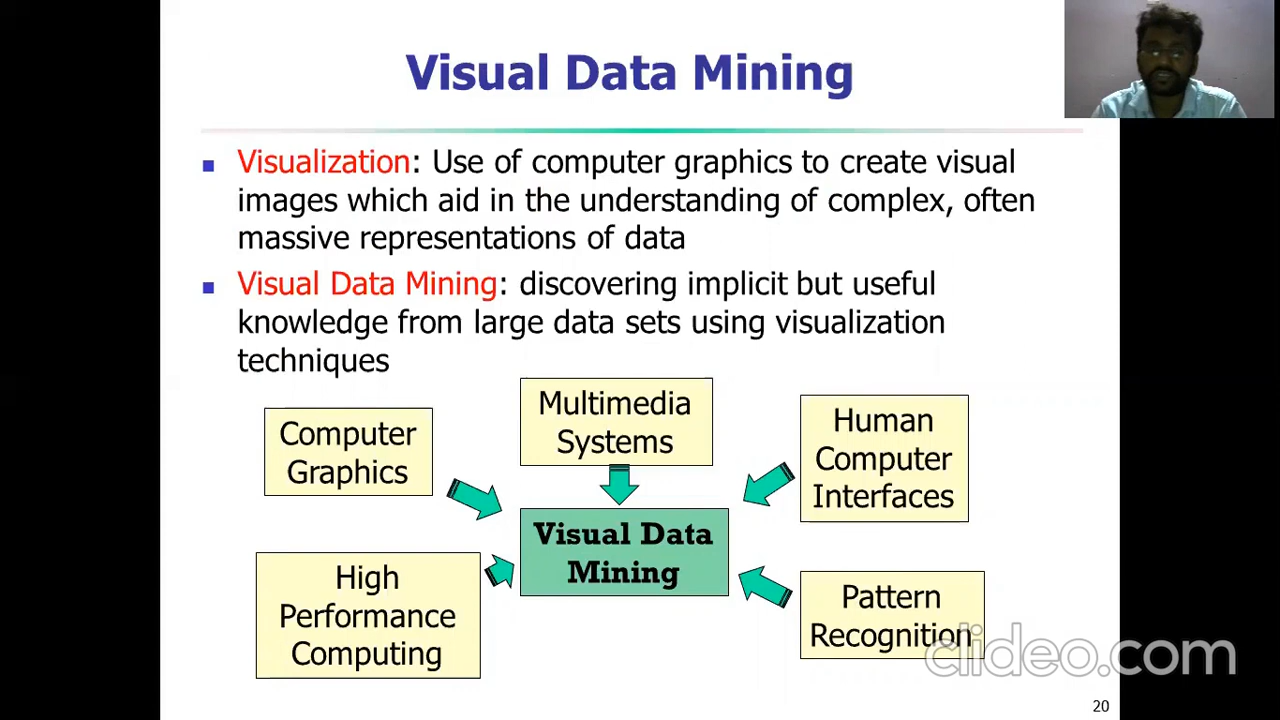 Visual Data Mining
Visualization: Use of computer graphics to create visual
images which aid in the understanding of complex, often
massive representations of data
Visual Data Mining: discovering implicit but useful
knowledge from large data sets using visualization
techniques
Computer
Graphics
Multimedia
Systems
Human
Computer
Interfaces
Visual Data
Mining
High
Performance
Computing
Pattern
Recognition
clideo.com
20